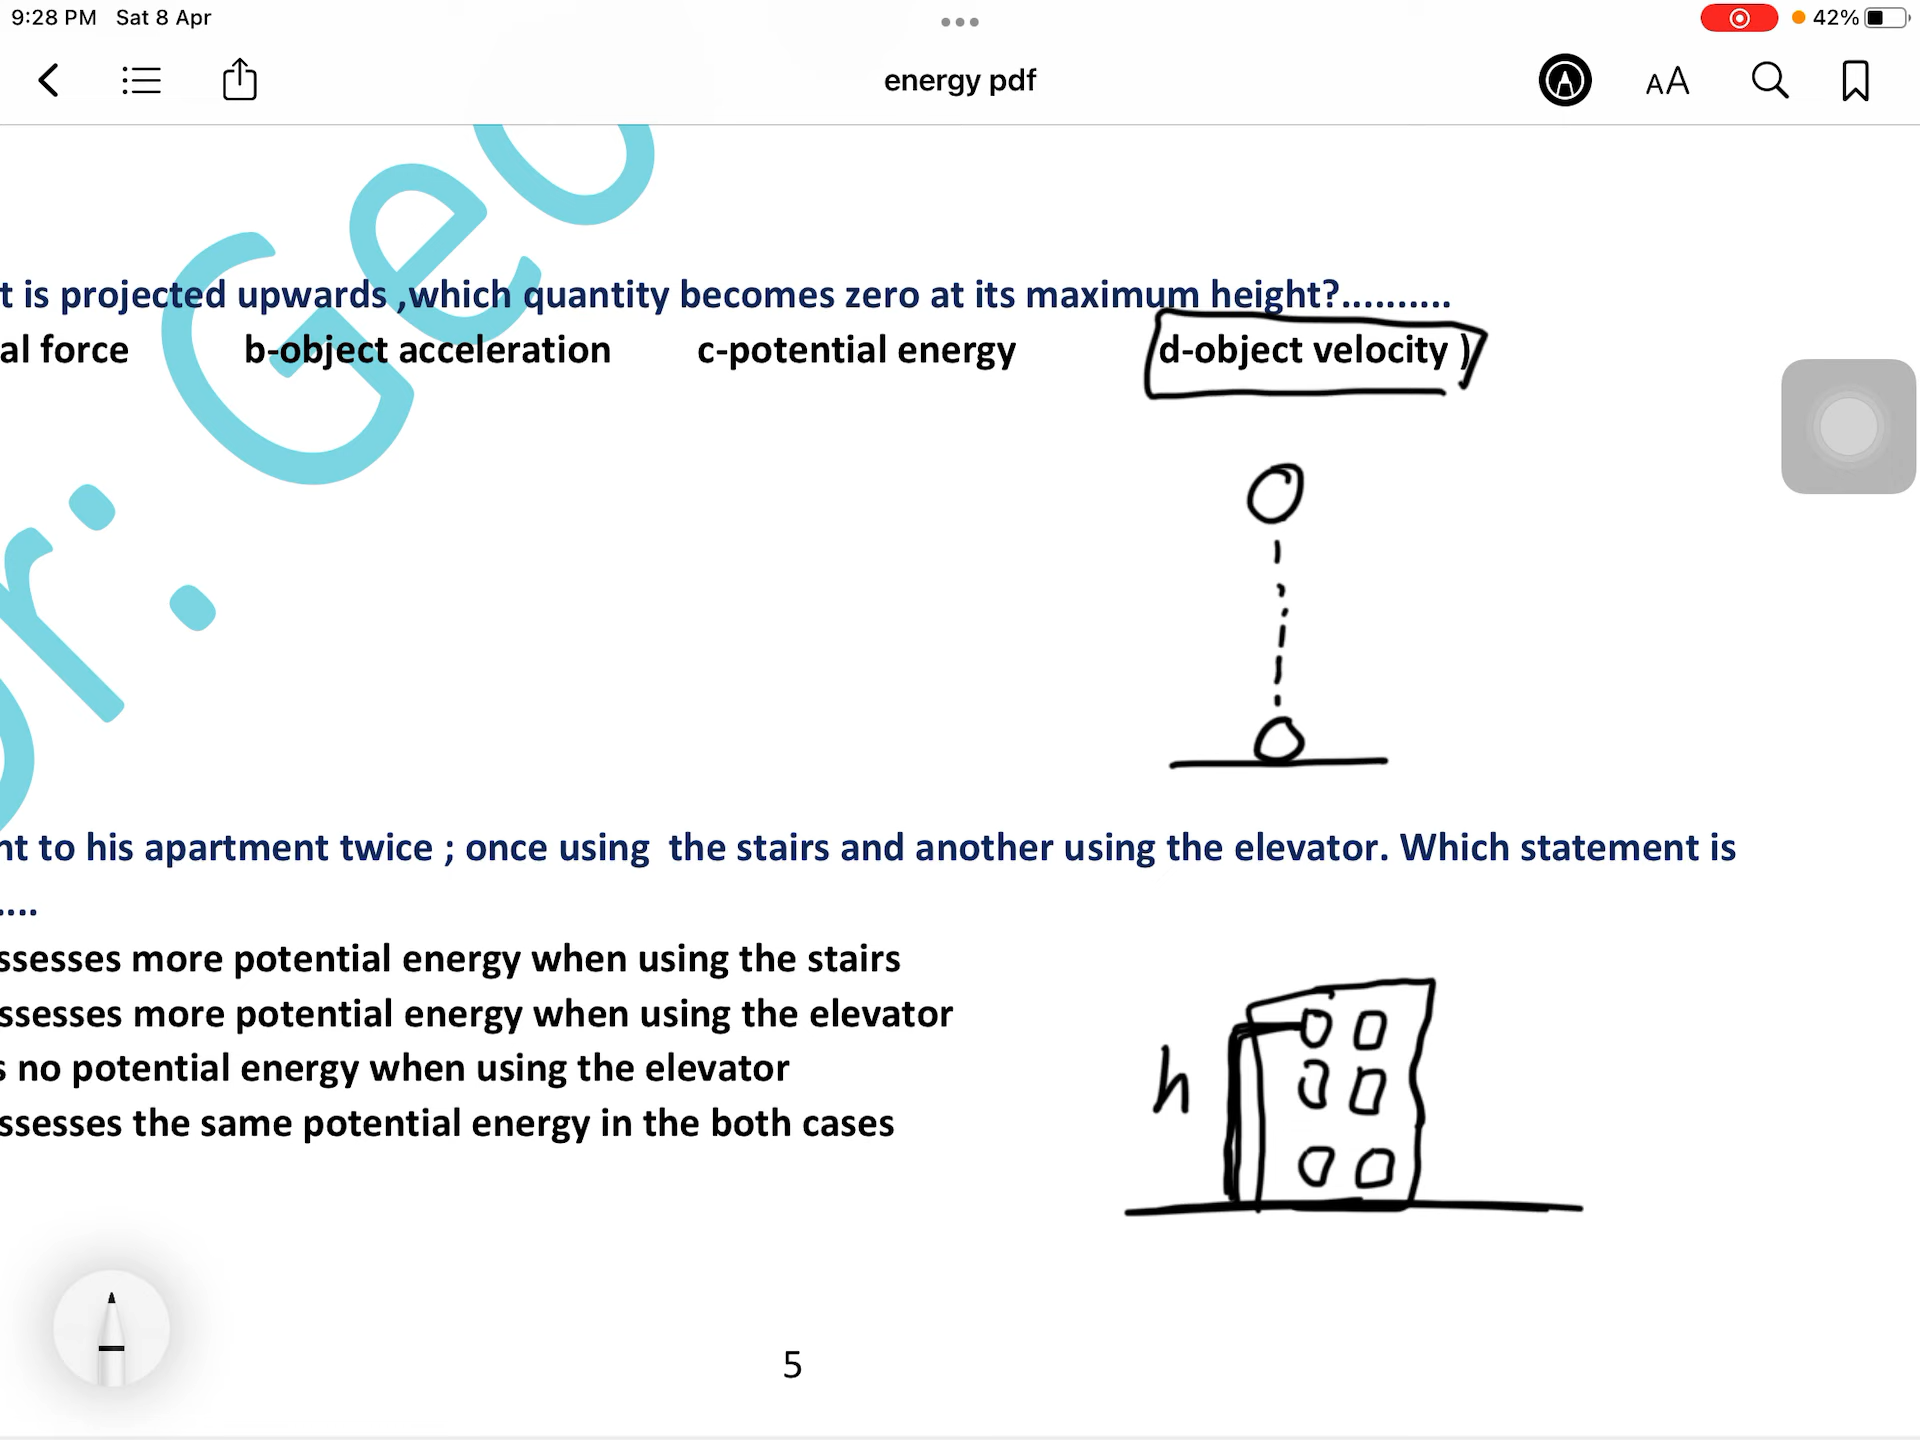 9:28 PM Sat 8 Apr
42%
energy pdf
AA
r: Geo
t is projected upwards ,which quantity becomes zero at its maximum height?..........
al force b-object acceleration c-potential energy d-object velocity )
nt to his apartment twice ; once using the stairs and another using the elevator. Which statement is
....
ssesses more potential energy when using the stairs
ssesses more potential energy when using the elevator
s no potential energy when using the elevator
ssesses the same potential energy in the both cases
h
5